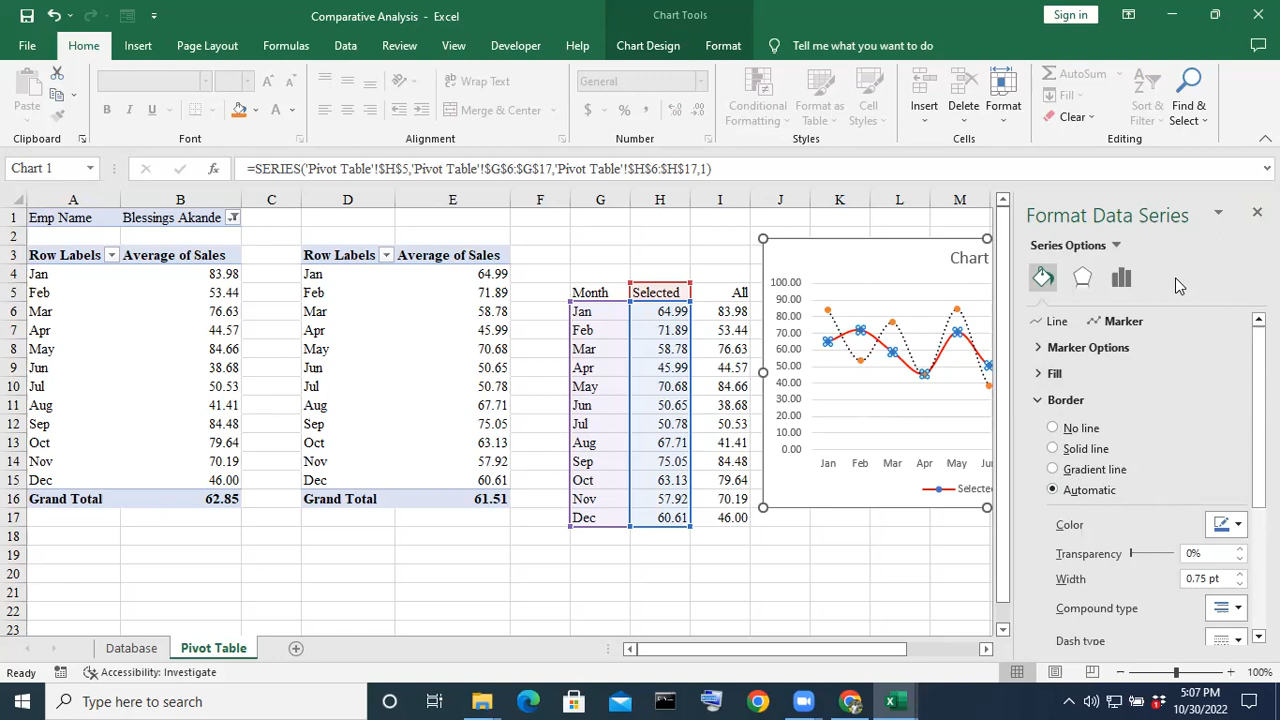 Comparative Analysis - Excel
Chart Tools
Sign in
File Home Insert Page Layout Formulas Data Review View Developer Help Chart Design Format Tell me what you want to do
Paste
B I U
Wrap Text
Merge & Center
General
$ %
Conditional Formatting
Format as Table
Cell Styles
Insert Delete Format
AutoSum
Fill
Clear
Sort & Filter
Find & Select
Clipboard Font Alignment Number Styles Cells Editing
Chart 1 fx =SERIES('Pivot Table'!$H$5,'Pivot Table'!$G$6:$G$17,'Pivot Table'!$H$6:$H$17,1)
A B C D E F G H I J K L M
1 Emp Name Blessings Akande
2
3 Row Labels Average of Sales Row Labels Average of Sales
4 Jan 83.98 Jan 64.99
5 Feb 53.44 Feb 71.89 Month Selected All
6 Mar 76.63 Mar 58.78 Jan 64.99 83.98
7 Apr 44.57 Apr 45.99 Feb 71.89 53.44
8 May 84.66 May 70.68 Mar 58.78 76.63
9 Jun 38.68 Jun 50.65 Apr 45.99 44.57
10 Jul 50.53 Jul 50.78 May 70.68 84.66
11 Aug 41.41 Aug 67.71 Jun 50.65 38.68
12 Sep 84.48 Sep 75.05 Jul 50.78 50.53
13 Oct 79.64 Oct 63.13 Aug 67.71 41.41
14 Nov 70.19 Nov 57.92 Sep 75.05 84.48
15 Dec 46.00 Dec 60.61 Oct 63.13 79.64
16 Grand Total 62.85 Grand Total 61.51 Nov 57.92 70.19
17 Dec 60.61 46.00
18
19
20
21
22
23
Chart
100.00
90.00
80.00
70.00
60.00
50.00
40.00
30.00
20.00
10.00
0.00
Jan Feb Mar Apr May Ju
Selecte
Format Data Series
Series Options
Line Marker
Marker Options
Fill
Border
No line
Solid line
Gradient line
Automatic
Color
Transparency 0%
Width 0.75 pt
Compound type
Dash type
Database Pivot Table
Ready Accessibility: Investigate 100%
Type here to search
5:07 PM
10/30/2022